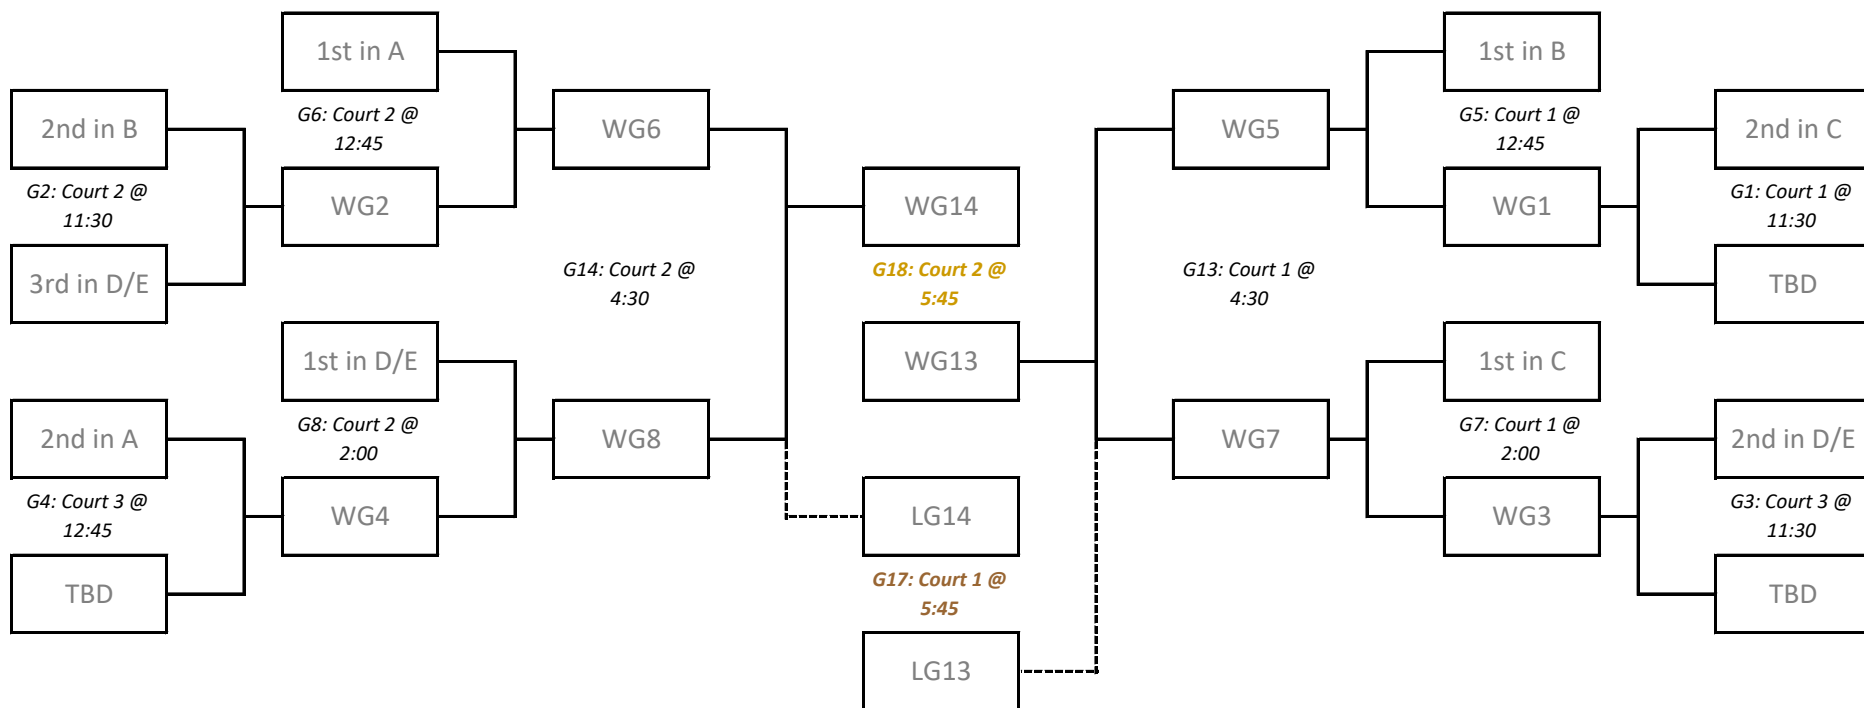 1st in A
1st in B
2nd in B
G6: Court 2 @
12:45
WG6
WG5
G5: Court 1 @
12:45
2nd in C
G2: Court 2 @
11:30
WG2
WG14
WG1
G1: Court 1 @
11:30
3rd in D/E
G14: Court 2 @
4:30
G18: Court 2 @
5:45
G13: Court 1 @
4:30
TBD
1st in D/E
WG13
1st in C
2nd in A
G8: Court 2 @
2:00
WG8
WG7
G7: Court 1 @
2:00
2nd in D/E
G4: Court 3 @
12:45
WG4
LG14
WG3
G3: Court 3 @
11:30
TBD
G17: Court 1 @
5:45
TBD
LG13